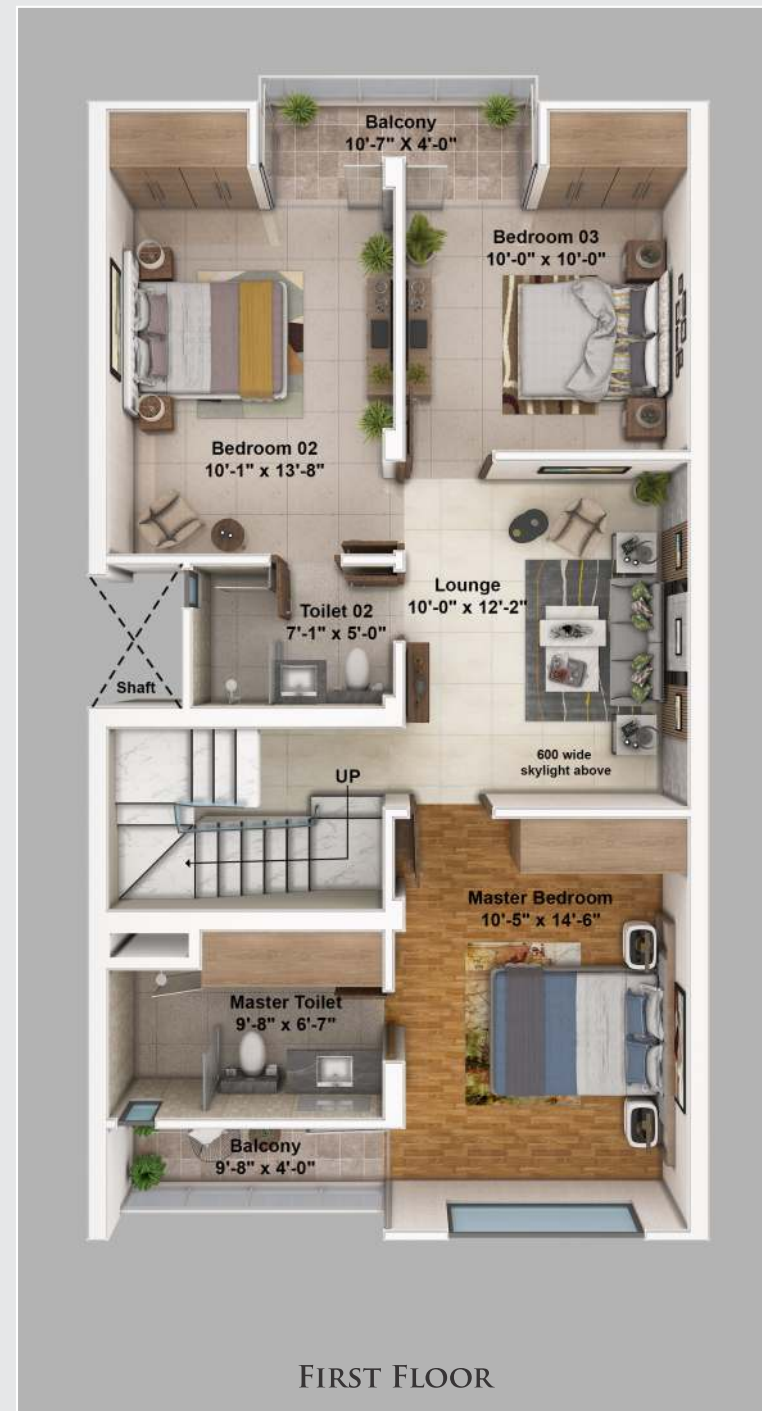 Balcony
10'-7" X 4'-0"
Bedroom 03
10'-0" x 10'-0"
Bedroom 02
10'-1" x 13'-8"
Lounge
10'-0" x 12'-2"
Toilet 02
7'-1" x 5'-0"
Shaft
600 wide
skylight above
UP
Master Bedroom
10'-5" x 14'-6"
Master Toilet
9'-8" x 6'-7"
Balcony
9'-8" x 4'-0"
FIRST FLOOR